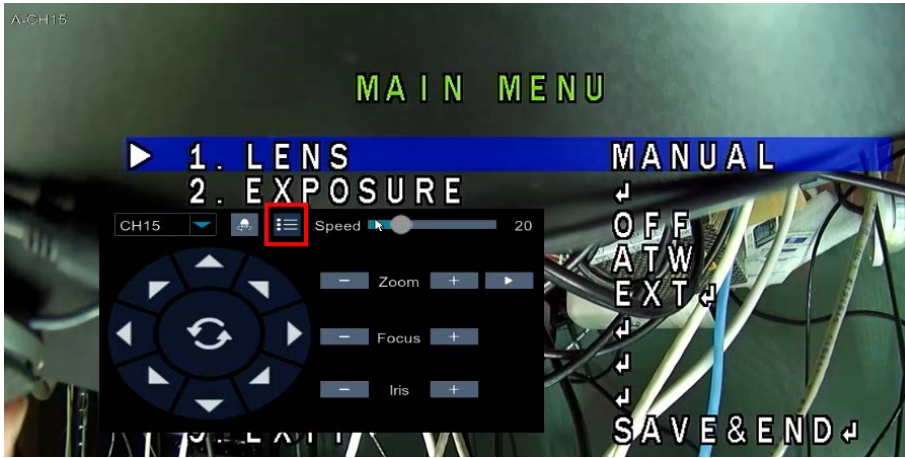 A-CH15
MAIN MENU
1. LENS MANUAL
2. EXPOSURE ↲
OFF
ATW
EXT↲
↲
↲
↲
SAVE&END↲
CH15 Speed 20
− Zoom +
− Focus +
− Iris +